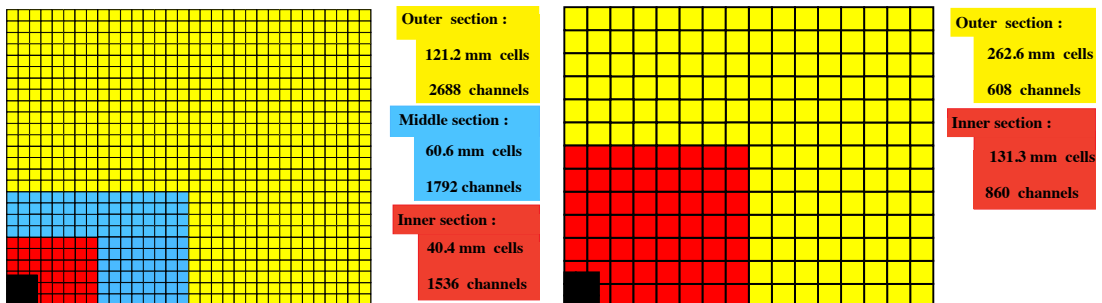 Outer section :
121.2 mm cells
2688 channels
Middle section :
60.6 mm cells
1792 channels
Inner section :
40.4 mm cells
1536 channels
Outer section :
262.6 mm cells
608 channels
Inner section :
131.3 mm cells
860 channels